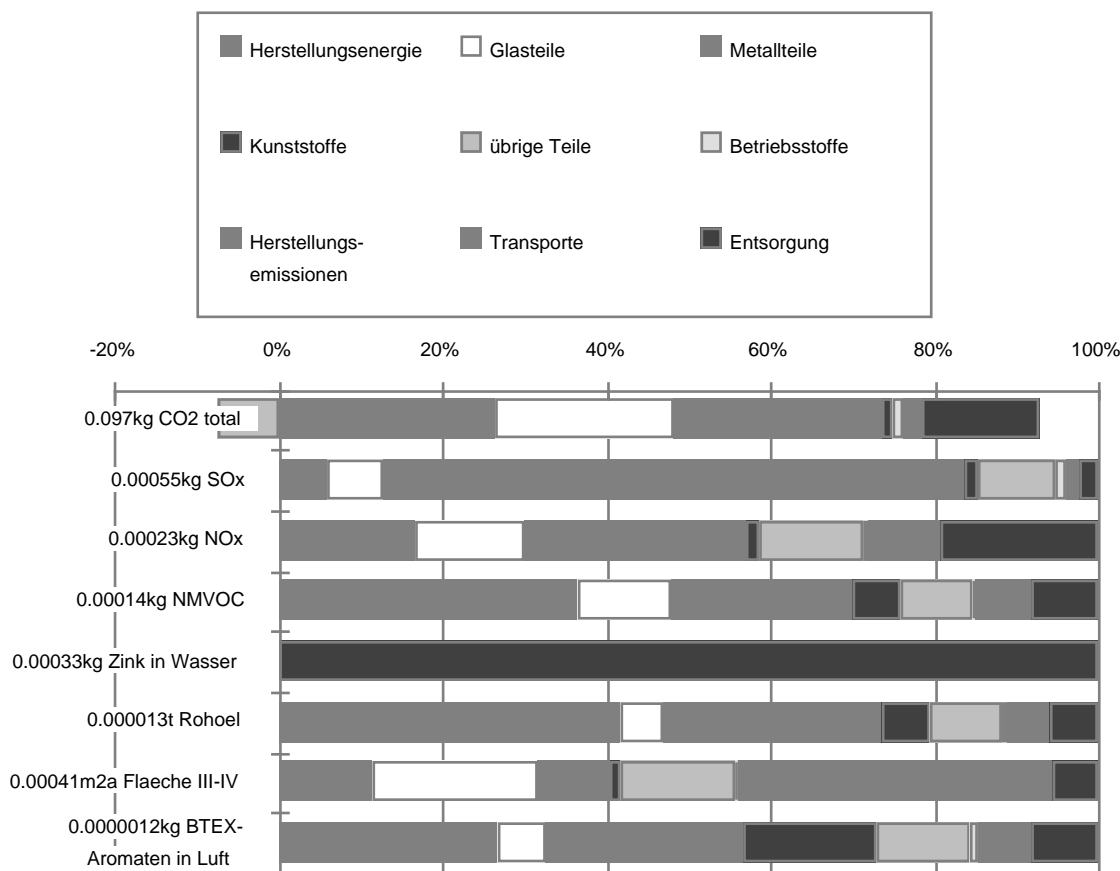 Herstellungsenergie Glasteile Metallteile
Kunststoffe übrige Teile Betriebsstoffe
Herstellungs- Transporte Entsorgung
emissionen
-20% 0% 20% 40% 60% 80% 100%
0.097kg CO2 total
0.00055kg SOx
0.00023kg NOx
0.00014kg NMVOC
0.00033kg Zink in Wasser
0.000013t Rohoel
0.00041m2a Flaeche III-IV
0.0000012kg BTEX-
Aromaten in Luft